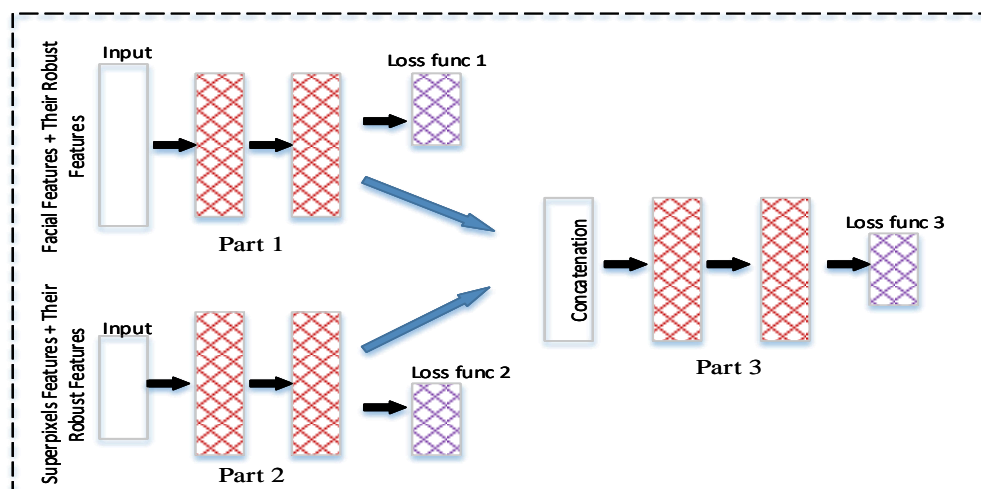 Facial Features + Their Robust
Features
Input
Loss func 1
Part 1
Superpixels Features + Their
Robust Features
Input
Loss func 2
Part 2
Concatenation
Loss func 3
Part 3